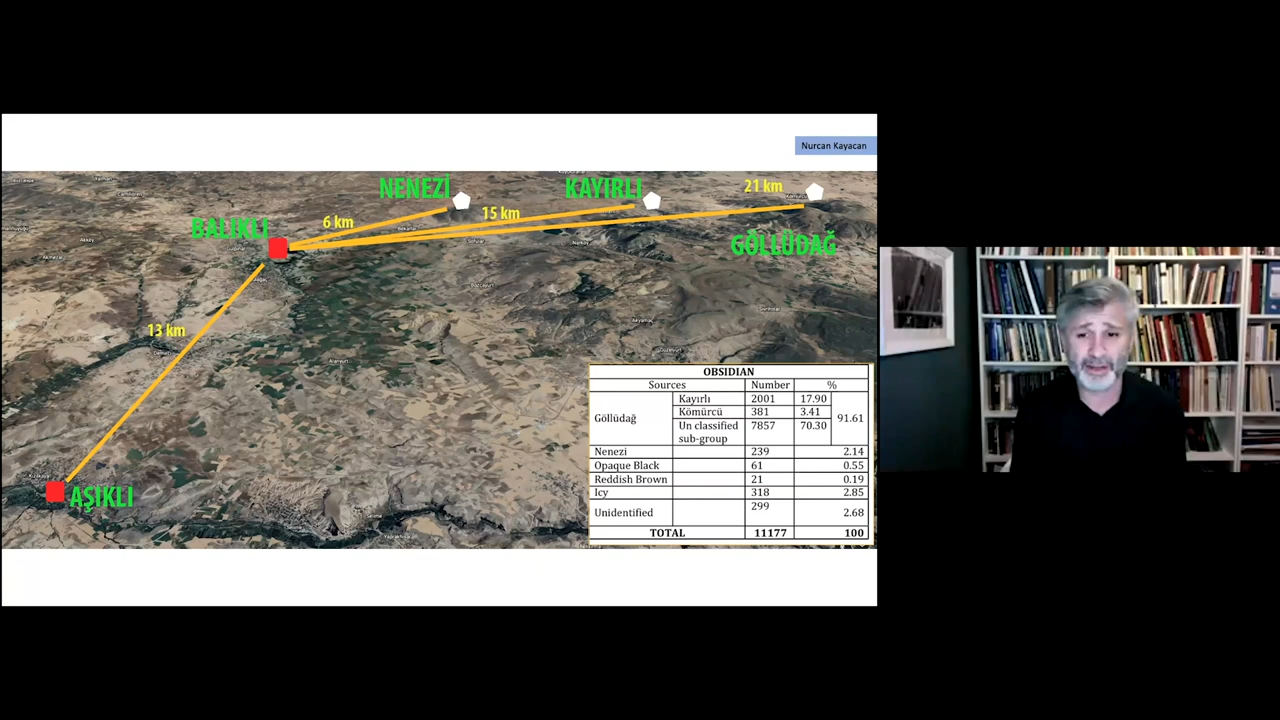 Nurcan Kayacan
NENEZİ
KAYIRLI
21 km
15 km
6 km
BALIKLI
GÖLLÜDAĞ
13 km
AŞIKLI
OBSIDIAN
Sources Number %
Göllüdağ Kayırlı 2001 17.90 91.61
Kömürcü 381 3.41
Un classified 7857 70.30
sub-group
Nenezi 239 2.14
Opaque Black 61 0.55
Reddish Brown 21 0.19
Icy 318 2.85
Unidentified 299 2.68
TOTAL 11177 100